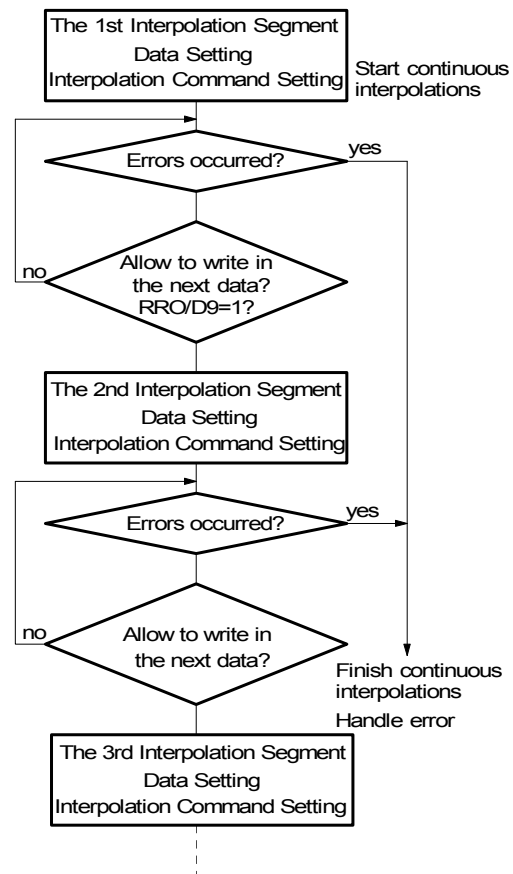 The 1st Interpolation Segment
Data Setting
Interpolation Command Setting
Start continuous
interpolations
Errors occurred?
yes
no
Allow to write in
the next data?
RRO/D9=1?
The 2nd Interpolation Segment
Data Setting
Interpolation Command Setting
Errors occurred?
yes
no
Allow to write in
the next data?
Finish continuous
interpolations
Handle error
The 3rd Interpolation Segment
Data Setting
Interpolation Command Setting